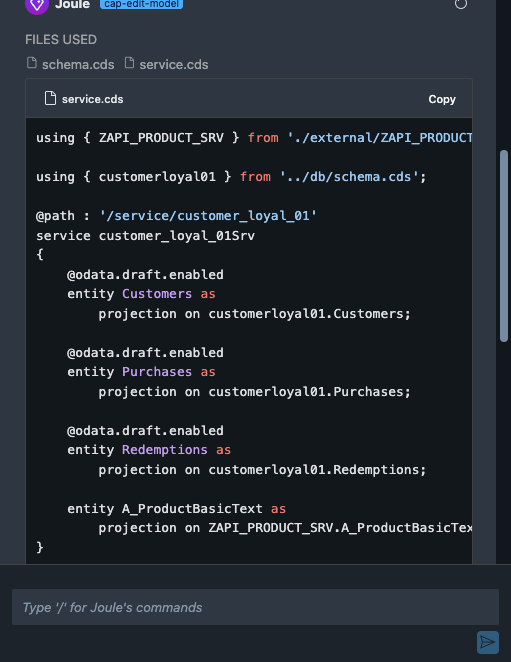 Joule cap-edit-model
FILES USED
schema.cds service.cds
service.cds Copy
using { ZAPI_PRODUCT_SRV } from './external/ZAPI_PRODUCT
using { customerloyal01 } from '../db/schema.cds';
@path : '/service/customer_loyal_01'
service customer_loyal_01Srv
{
@odata.draft.enabled
entity Customers as
projection on customerloyal01.Customers;
@odata.draft.enabled
entity Purchases as
projection on customerloyal01.Purchases;
@odata.draft.enabled
entity Redemptions as
projection on customerloyal01.Redemptions;
entity A_ProductBasicText as
projection on ZAPI_PRODUCT_SRV.A_ProductBasicTex
}
Type '/' for Joule's commands